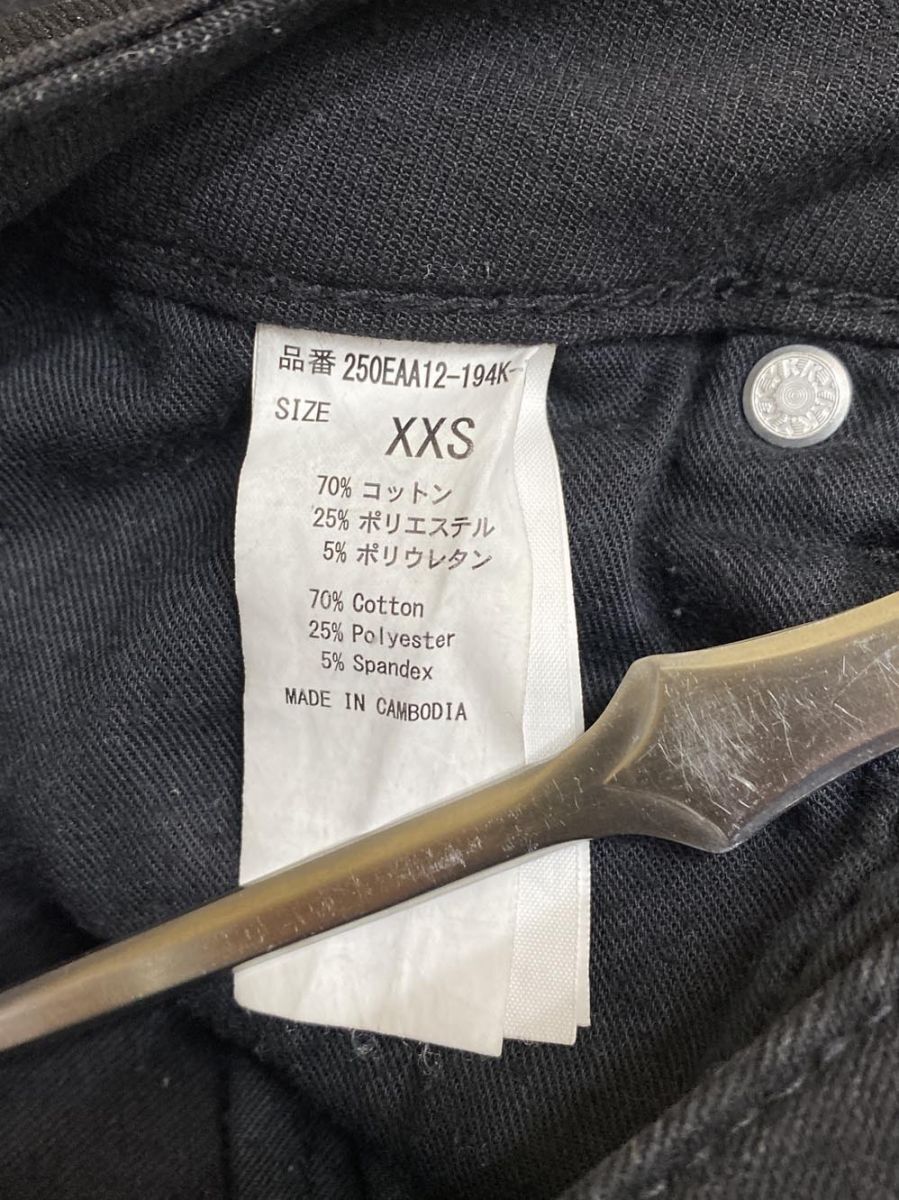 品番 250EAA12-194K-
SIZE
XXS
70% コットン
25% ポリエステル
5% ポリウレタン
70% Cotton
25% Polyester
5% Spandex
MADE IN CAMBODIA